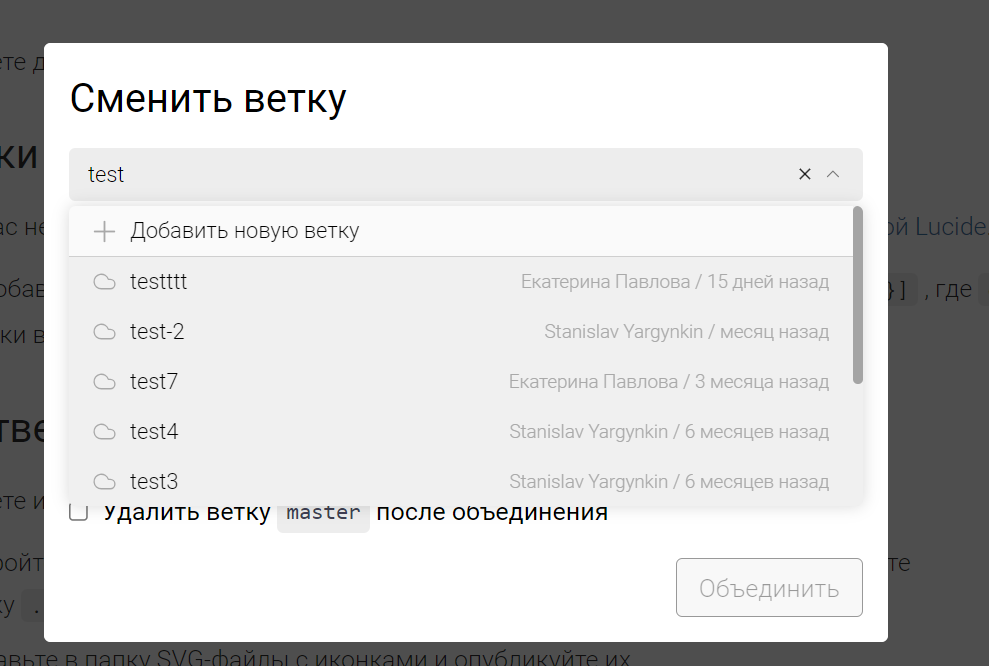 ете д
Сменить ветку
ки
test
ас не
ой Lucide.
Добавить новую ветку
testttt Екатерина Павлова / 15 дней назад
обав
}] , где
test-2 Stanislav Yargynkin / месяц назад
ки в
test7 Екатерина Павлова / 3 месяца назад
тве
test4 Stanislav Yargynkin / 6 месяцев назад
test3 Stanislav Yargynkin / 6 месяцев назад
ете и
Удалить ветку master после объединения
ройт
те
Объединить
ку .
авьте в папку SVG-файлы с иконками и опубликуйте их